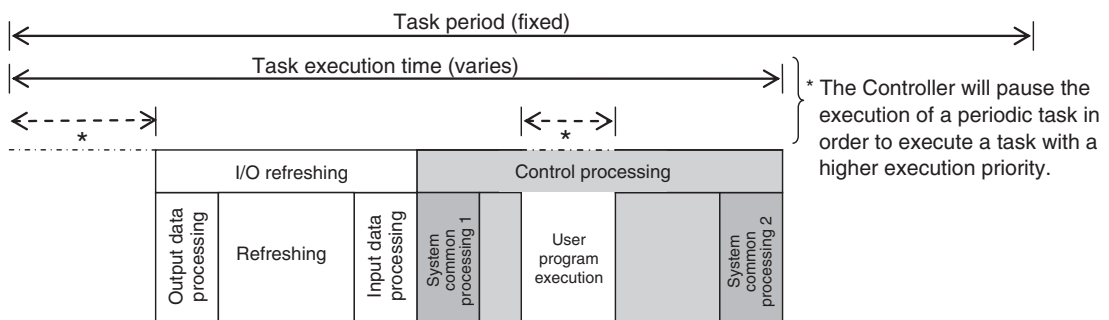 Task period (fixed)
Task execution time (varies)
* The Controller will pause the
execution of a periodic task in
order to execute a task with a
higher execution priority.
*
*
I/O refreshing
Control processing
Output data
processing
Refreshing
Input data
processing
System
common
processing 1
User
program
execution
System
common
processing 2